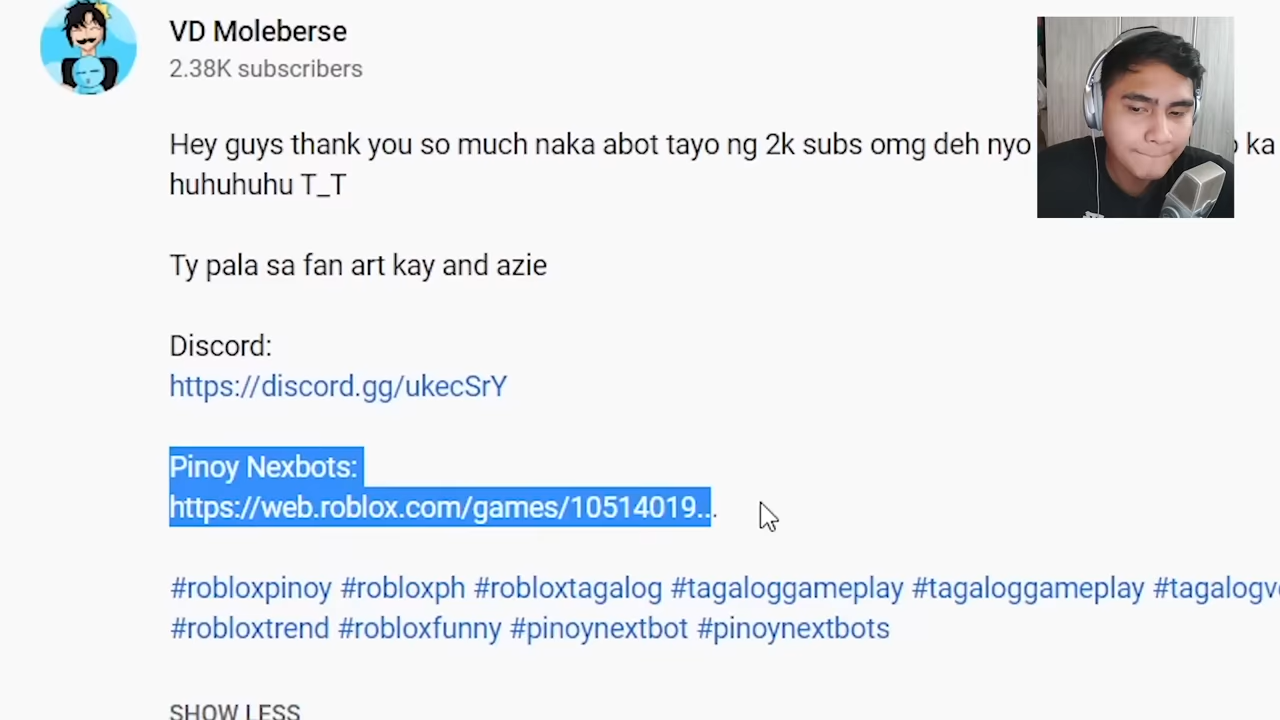 VD Moleberse
2.38K subscribers
Hey guys thank you so much naka abot tayo ng 2k subs omg deh nyo ka
huhuhuhu T_T
Ty pala sa fan art kay and azie
Discord:
https://discord.gg/ukecSrY
Pinoy Nexbots:
https://web.roblox.com/games/10514019...
#robloxpinoy #robloxph #robloxtagalog #tagaloggameplay #tagaloggameplay
#robloxtrend #robloxfunny #pinoynextbot #pinoynextbots
SHOW LESS